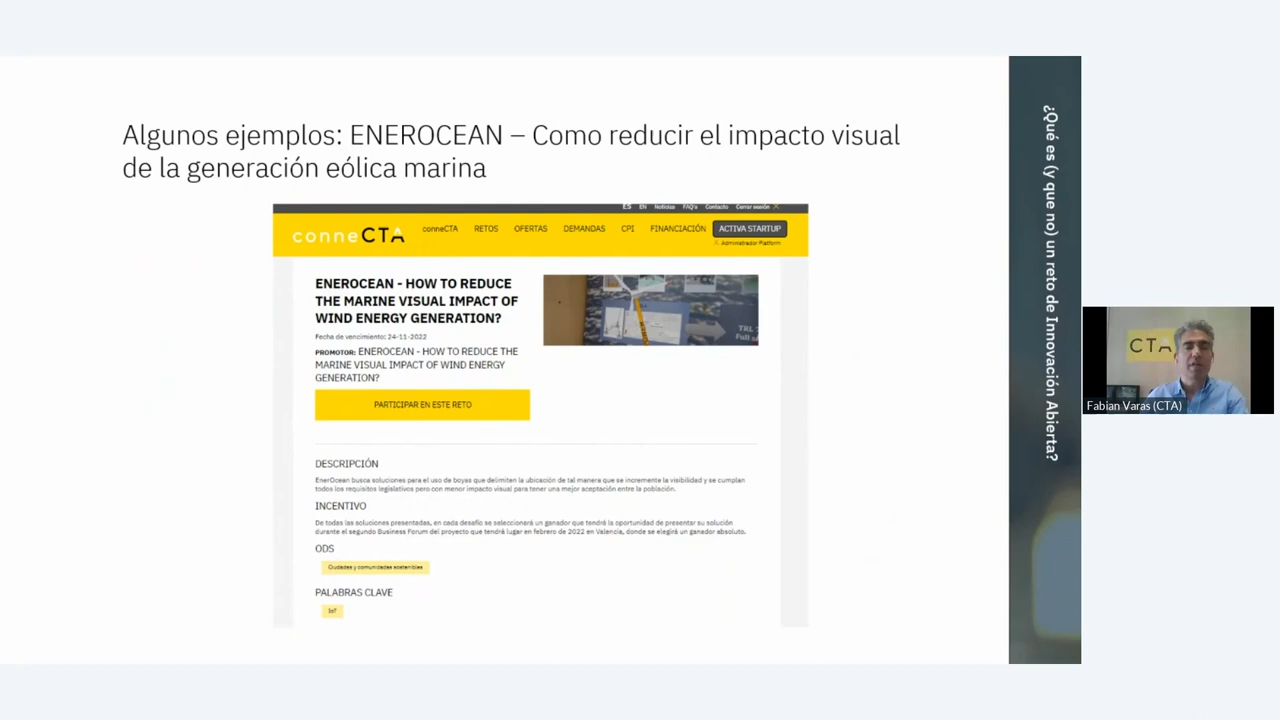 Algunos ejemplos: ENEROCEAN – Como reducir el impacto visual
de la generación eólica marina
ES EN Noticias FAQ's Contacto Cerrar sesión
conneCTA
conneCTA RETOS OFERTAS DEMANDAS CPI FINANCIACIÓN ACTIVA STARTUP
Administrador Platform
ENEROCEAN - HOW TO REDUCE
THE MARINE VISUAL IMPACT OF
WIND ENERGY GENERATION?
Fecha de vencimiento: 24-11-2022
PROMOTOR: ENEROCEAN - HOW TO REDUCE THE
MARINE VISUAL IMPACT OF WIND ENERGY
GENERATION?
PARTICIPAR EN ESTE RETO
TRL
Full
DESCRIPCIÓN
EnerOcean busca soluciones para el uso de boyas que delimiten la ubicación de tal manera que se incremente la visibilidad y se cumplan
todos los requisitos legislativos pero con menor impacto visual para tener una mejor aceptación entre la población.
INCENTIVO
De todas las soluciones presentadas, en cada desafío se seleccionará un ganador que tendrá la oportunidad de presentar su solución
durante el segundo Business Forum del proyecto que tendrá lugar en febrero de 2022 en Valencia, donde se elegirá un ganador absoluto.
ODS
Ciudades y comunidades sostenibles
PALABRAS CLAVE
IoT
¿Qué es (y que no) un reto de Innovación Abierta?
CTA
Fabian Varas (CTA)